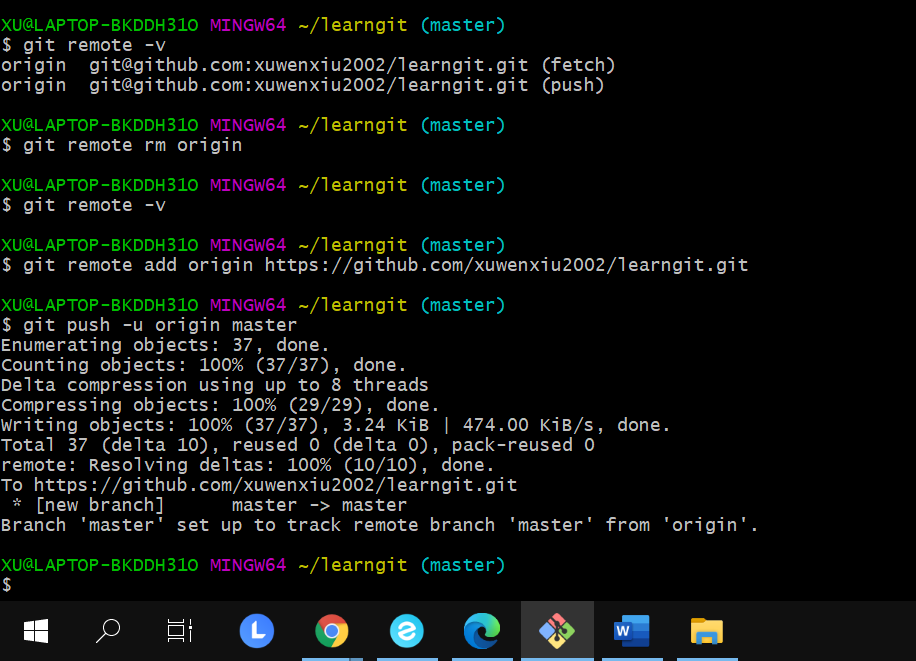 XU@LAPTOP-BKDDH31O MINGW64 ~/learngit (master)
$ git remote -v
origin  git@github.com:xuwenxiu2002/learngit.git (fetch)
origin  git@github.com:xuwenxiu2002/learngit.git (push)
XU@LAPTOP-BKDDH31O MINGW64 ~/learngit (master)
$ git remote rm origin
XU@LAPTOP-BKDDH31O MINGW64 ~/learngit (master)
$ git remote -v
XU@LAPTOP-BKDDH31O MINGW64 ~/learngit (master)
$ git remote add origin https://github.com/xuwenxiu2002/learngit.git
XU@LAPTOP-BKDDH31O MINGW64 ~/learngit (master)
$ git push -u origin master
Enumerating objects: 37, done.
Counting objects: 100% (37/37), done.
Delta compression using up to 8 threads
Compressing objects: 100% (29/29), done.
Writing objects: 100% (37/37), 3.24 KiB | 474.00 KiB/s, done.
Total 37 (delta 10), reused 0 (delta 0), pack-reused 0
remote: Resolving deltas: 100% (10/10), done.
To https://github.com/xuwenxiu2002/learngit.git
 * [new branch]      master -> master
Branch 'master' set up to track remote branch 'master' from 'origin'.
XU@LAPTOP-BKDDH31O MINGW64 ~/learngit (master)
$
L
W